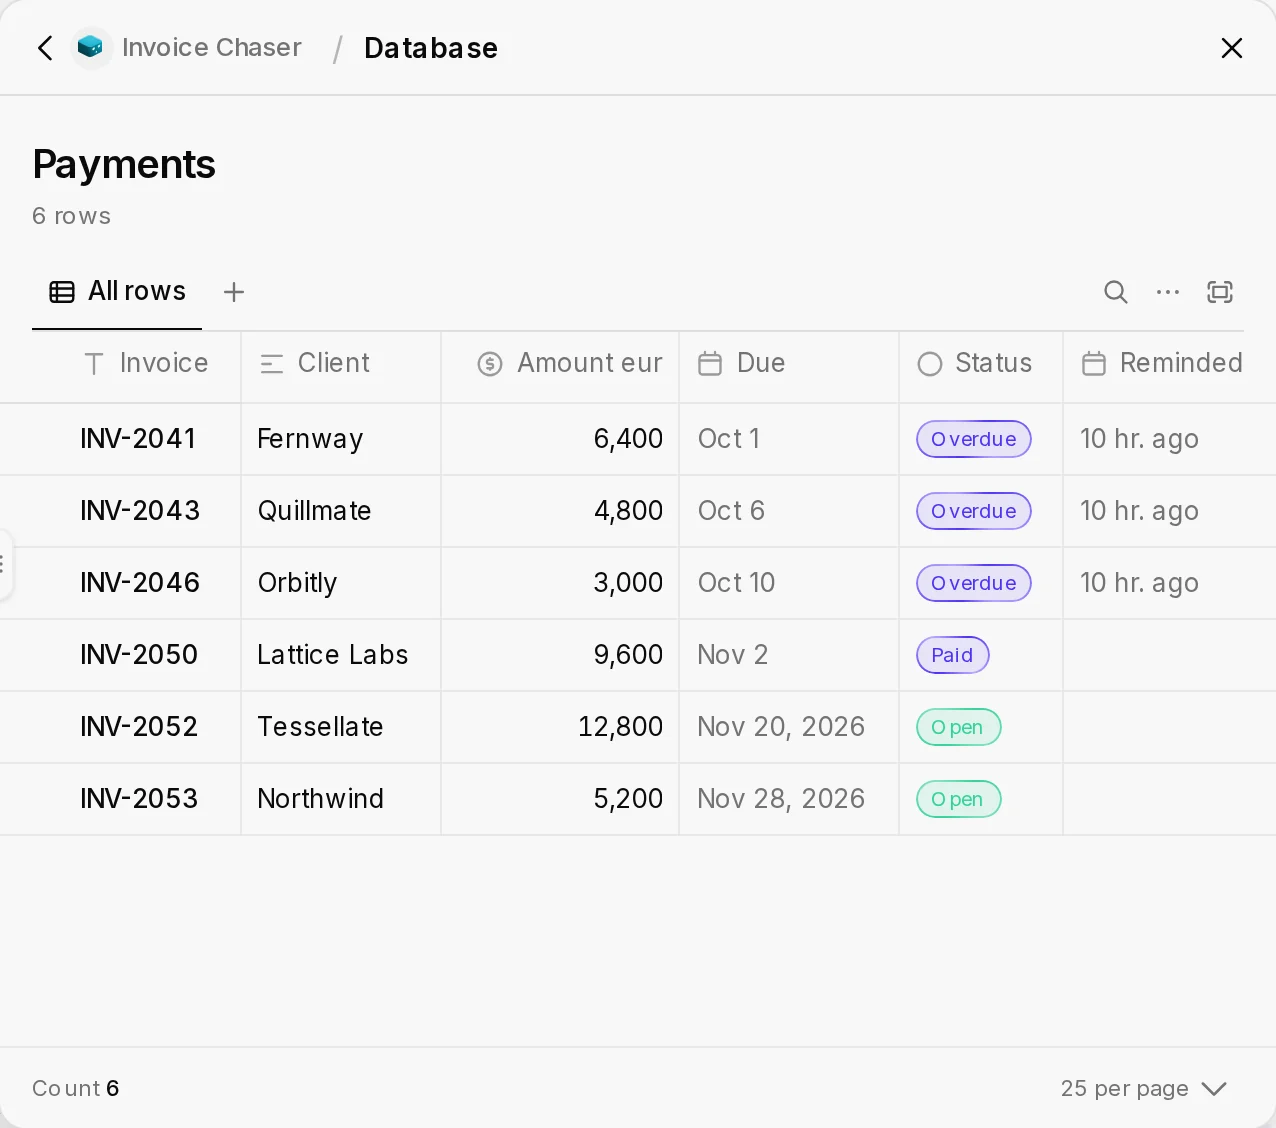 Invoice Chaser / Database
Payments
6 rows
All rows
Invoice Client Amount eur Due Status Reminded
INV-2041 Fernway 6,400 Oct 1 Overdue 10 hr. ago
INV-2043 Quillmate 4,800 Oct 6 Overdue 10 hr. ago
INV-2046 Orbitly 3,000 Oct 10 Overdue 10 hr. ago
INV-2050 Lattice Labs 9,600 Nov 2 Paid
INV-2052 Tessellate 12,800 Nov 20, 2026 Open
INV-2053 Northwind 5,200 Nov 28, 2026 Open
Count 6 25 per page